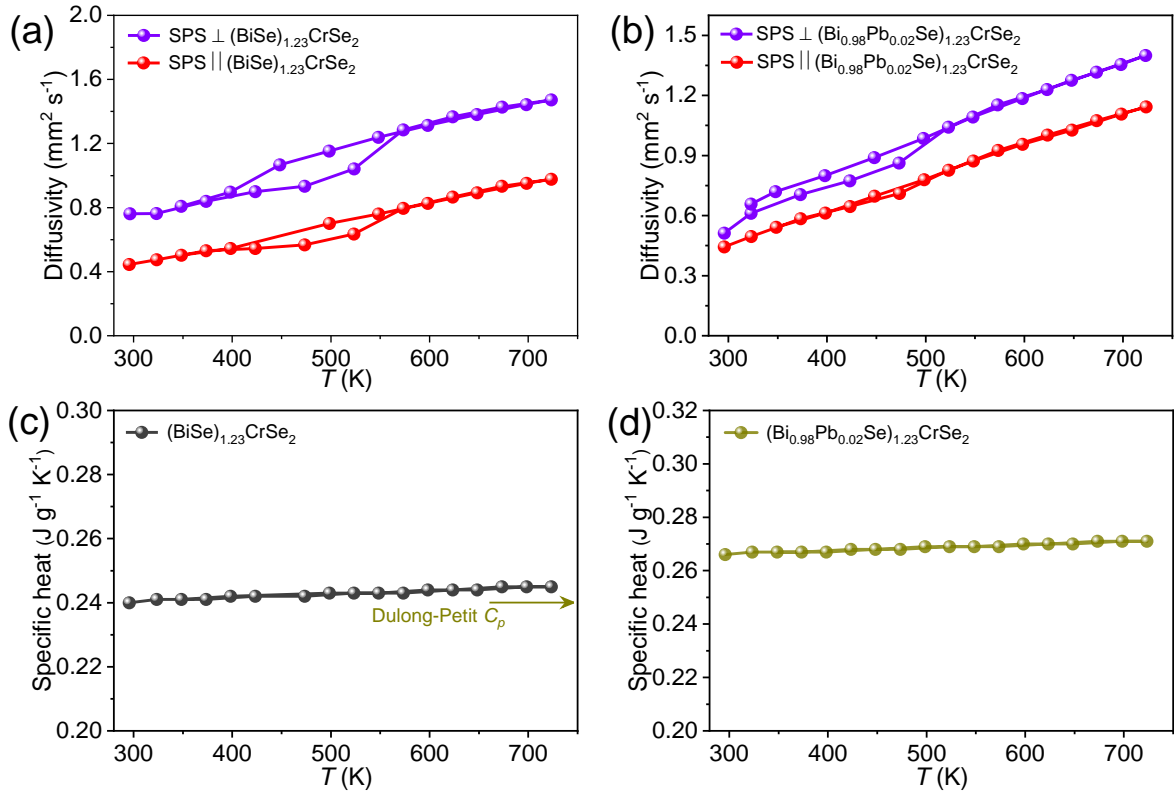 (a)
SPS ⊥ (BiSe)₁.₂₃CrSe₂
SPS || (BiSe)₁.₂₃CrSe₂
Diffusivity (mm² s⁻¹)
2.0
1.6
1.2
0.8
0.4
0.0
300 400 500 600 700
T (K)
(b)
SPS ⊥ (Bi₀.₉₈Pb₀.₀₂Se)₁.₂₃CrSe₂
SPS || (Bi₀.₉₈Pb₀.₀₂Se)₁.₂₃CrSe₂
Diffusivity (mm² s⁻¹)
1.5
1.2
0.9
0.6
0.3
0.0
300 400 500 600 700
T (K)
(c)
(BiSe)₁.₂₃CrSe₂
Specific heat (J g⁻¹ K⁻¹)
0.30
0.28
0.26
0.24
0.22
0.20
Dulong-Petit Cₚ
300 400 500 600 700
T (K)
(d)
(Bi₀.₉₈Pb₀.₀₂Se)₁.₂₃CrSe₂
Specific heat (J g⁻¹ K⁻¹)
0.32
0.30
0.28
0.26
0.24
0.22
0.20
300 400 500 600 700
T (K)